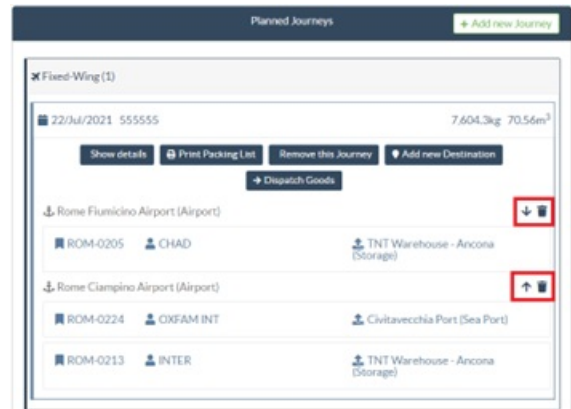 Planned Journeys
+ Add new Journey
Fixed-Wing (1)
22/Jul/2021 555555 7,604.3kg 70.56m³
Show details Print Packing List Remove this Journey Add new Destination
→ Dispatch Goods
Rome Fiumicino Airport (Airport)
ROM-0205 CHAD TNT Warehouse - Ancona
(Storage)
Rome Ciampino Airport (Airport)
ROM-0224 OXFAM INT Civitavecchia Port (Sea Port)
ROM-0213 INTER TNT Warehouse - Ancona
(Storage)